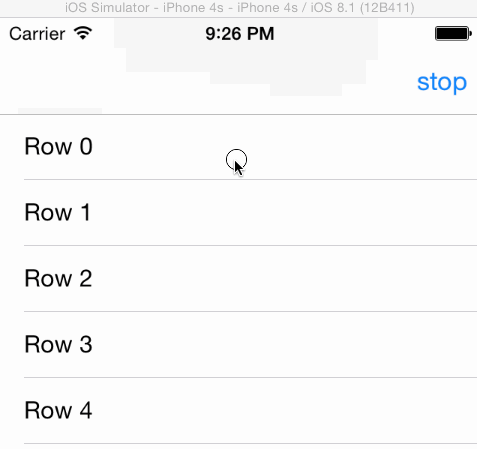 iOS Simulator - iPhone 4s - iPhone 4s / iOS 8.1 (12B411)
Carrier 9:26 PM
stop
Row 0
Row 1
Row 2
Row 3
Row 4